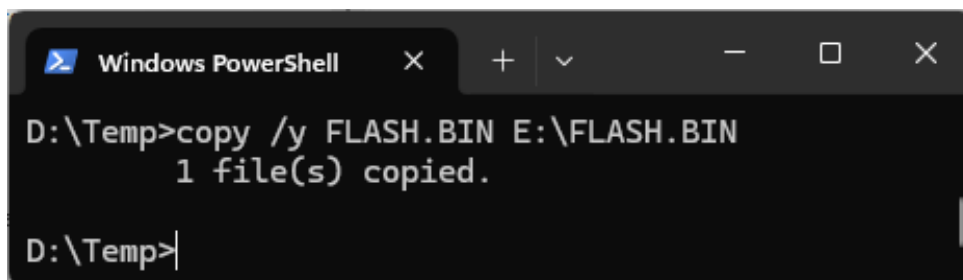 Windows PowerShell
D:\Temp>copy /y FLASH.BIN E:\FLASH.BIN
1 file(s) copied.
D:\Temp>